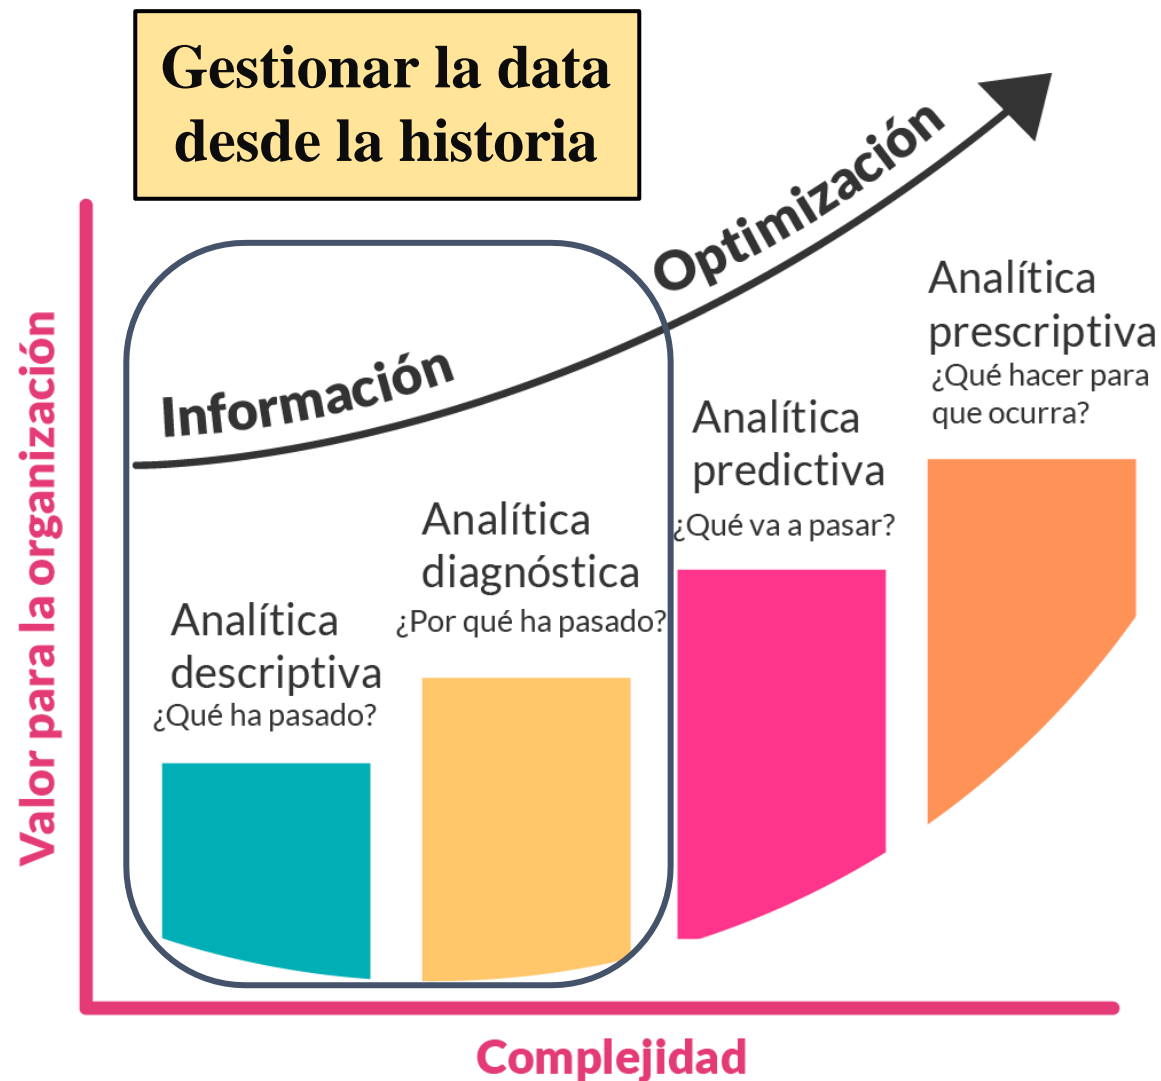 Gestionar la data
desde la historia
Optimización
Información
Valor para la organización
Analítica
descriptiva
¿Qué ha pasado?
Analítica
diagnóstica
¿Por qué ha pasado?
Analítica
predictiva
¿Qué va a pasar?
Analítica
prescriptiva
¿Qué hacer para
que ocurra?
Complejidad